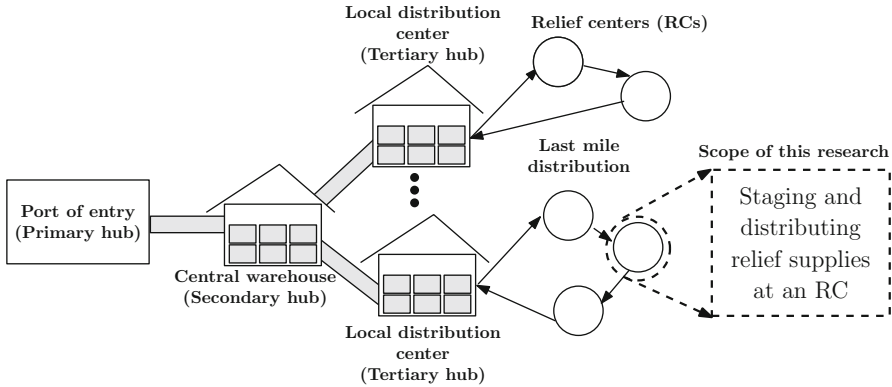 Local distribution
center
(Tertiary hub)
Relief centers (RCs)
Last mile
distribution
Scope of this research
Port of entry
(Primary hub)
Staging and
distributing
relief supplies
at an RC
Central warehouse
(Secondary hub)
Local distribution
center
(Tertiary hub)